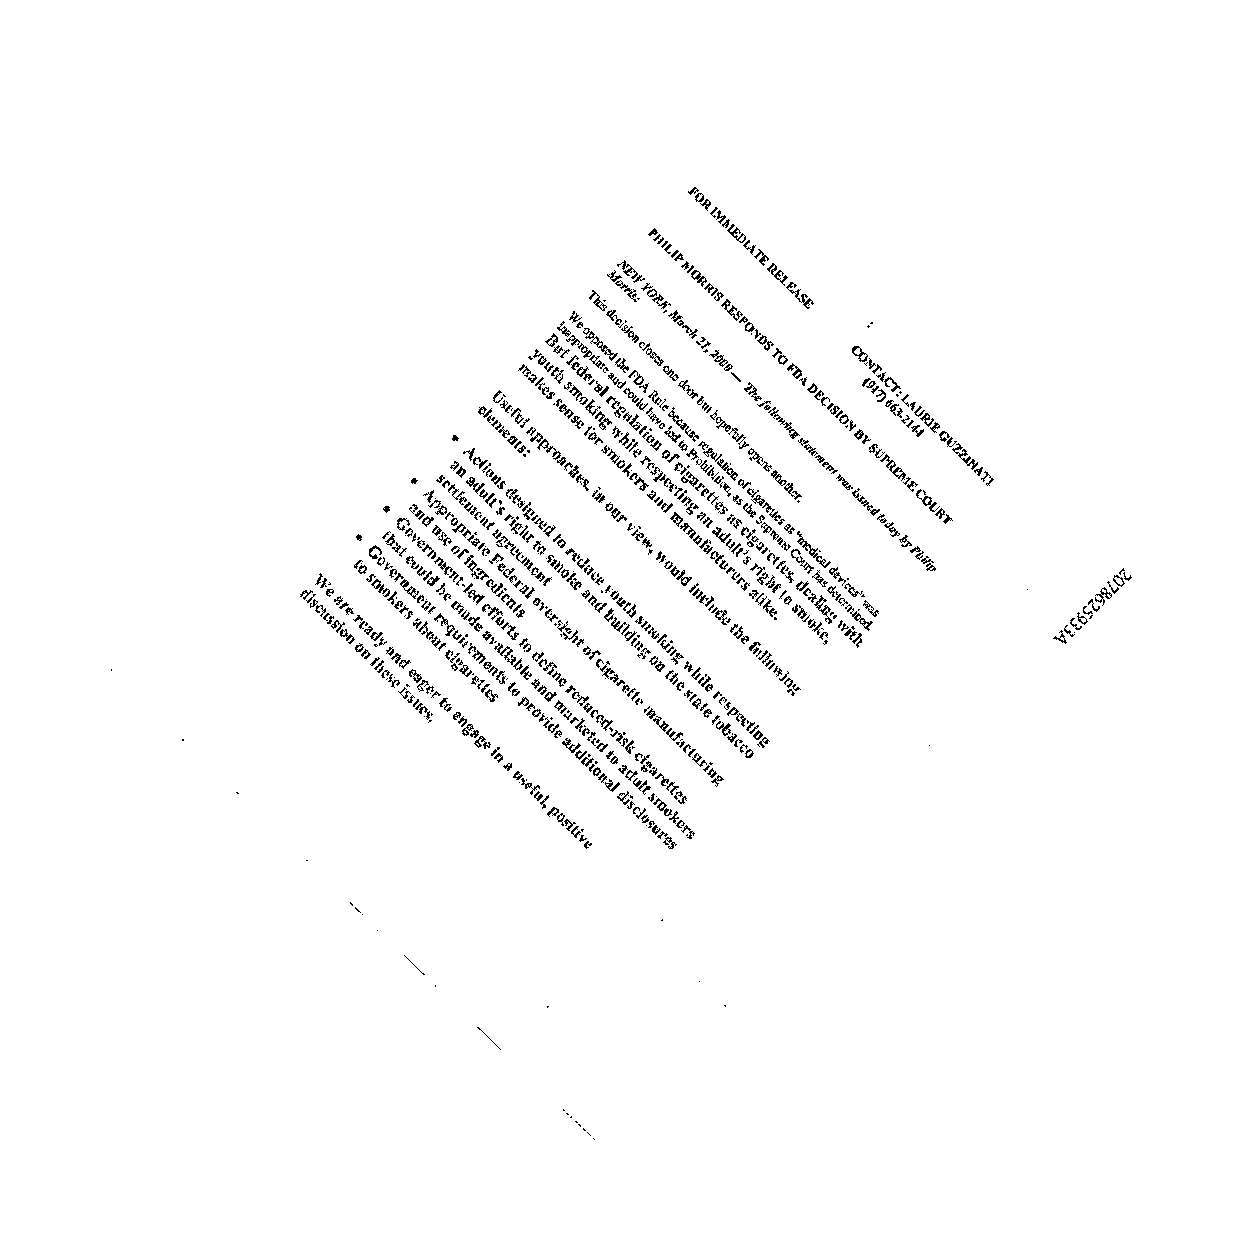 FOR IMMEDIATE RELEASE
CONTACT: LAURIE GUZZINATI
(917) 663-2144
PHILIP MORRIS RESPONDS TO FDA DECISION BY SUPREME COURT
NEW YORK, March 21, 2000 — The following statement was issued today by Philip
Morris:
This decision closes one door but hopefully opens another.
We opposed the FDA Rule because regulation of cigarettes as "medical devices" was
inappropriate and could have led to Prohibition, as the Supreme Court has determined.
But federal regulation of cigarettes as cigarettes, dealing with
youth smoking while respecting an adult's right to smoke,
makes sense for smokers and manufacturers alike.
Useful approaches, in our view, would include the following
elements:
• Actions designed to reduce youth smoking while respecting
an adult's right to smoke and building on the state tobacco
settlement agreement
• Appropriate Federal oversight of cigarette manufacturing
and use of ingredients
• Government-led efforts to define reduced-risk cigarettes
that could be made available and marketed to adult smokers
• Government requirements to provide additional disclosures
to smokers about cigarettes
We are ready and eager to engage in a useful, positive
discussion on these issues.
2078625933A